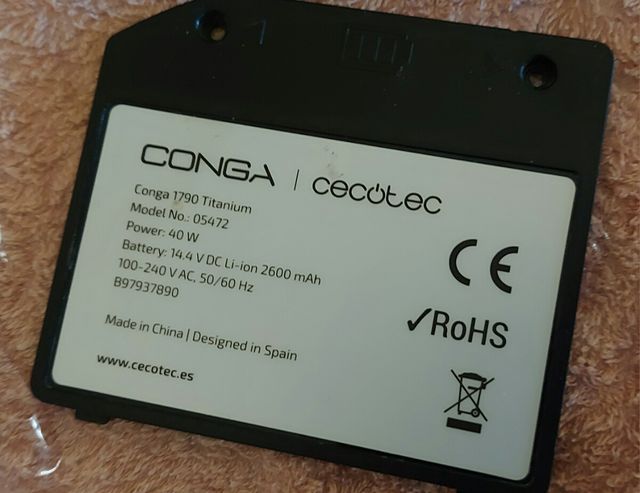 CONGA | cecotec
Conga 1790 Titanium
Model No.: 05472
Power: 40 W
Battery: 14.4 V DC Li-ion 2600 mAh
100-240 V AC, 50/60 Hz
B97937890
CE
✓RoHS
Made in China | Designed in Spain
www.cecotec.es